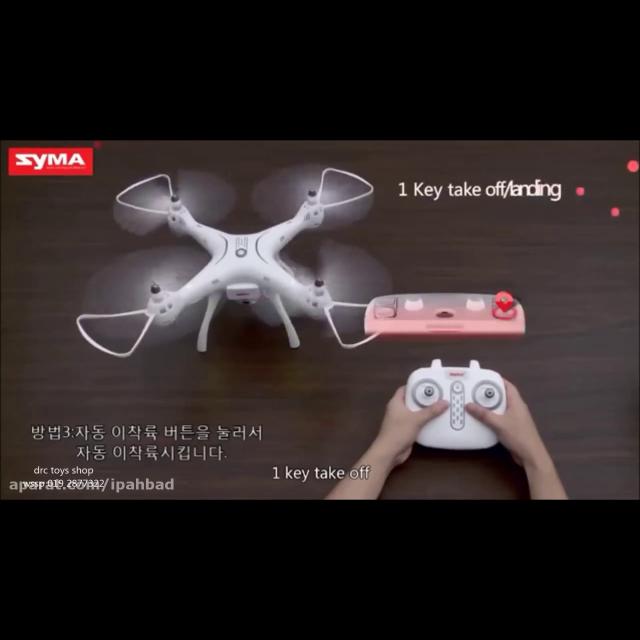 SYMA
1 Key take off/landing
방법3:자동 이착륙 버튼을 눌러서
자동 이착륙시킵니다.
1 key take off
drc toys shop
aparat.com/ipahbad